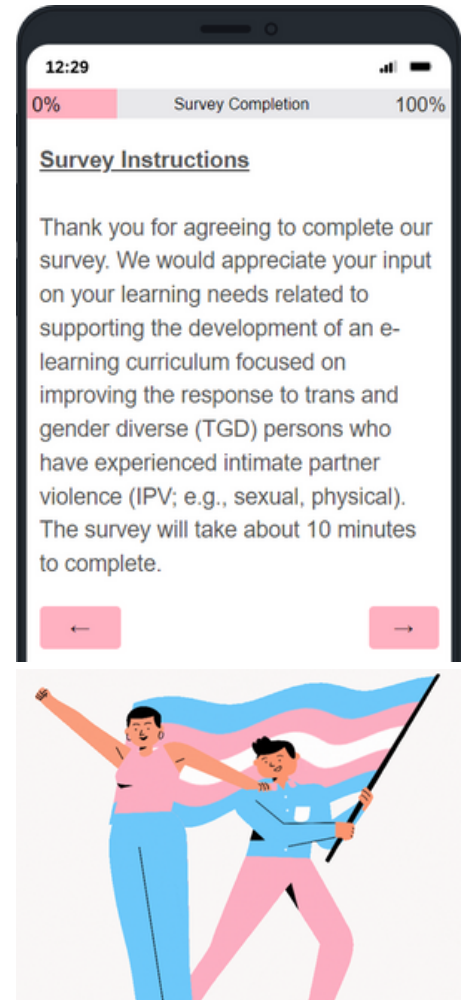 12:29
0% Survey Completion 100%
Survey Instructions
Thank you for agreeing to complete our
survey. We would appreciate your input
on your learning needs related to
supporting the development of an e-
learning curriculum focused on
improving the response to trans and
gender diverse (TGD) persons who
have experienced intimate partner
violence (IPV; e.g., sexual, physical).
The survey will take about 10 minutes
to complete.
← →